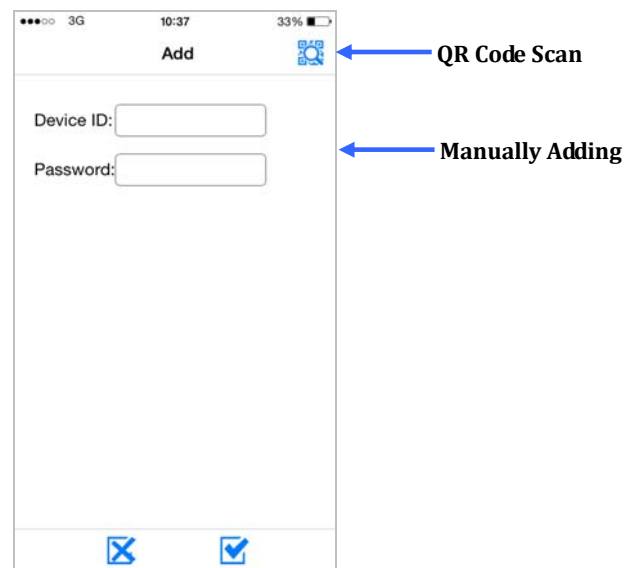 3G 10:37 33%
Add
QR Code Scan
Device ID:
Manually Adding
Password: